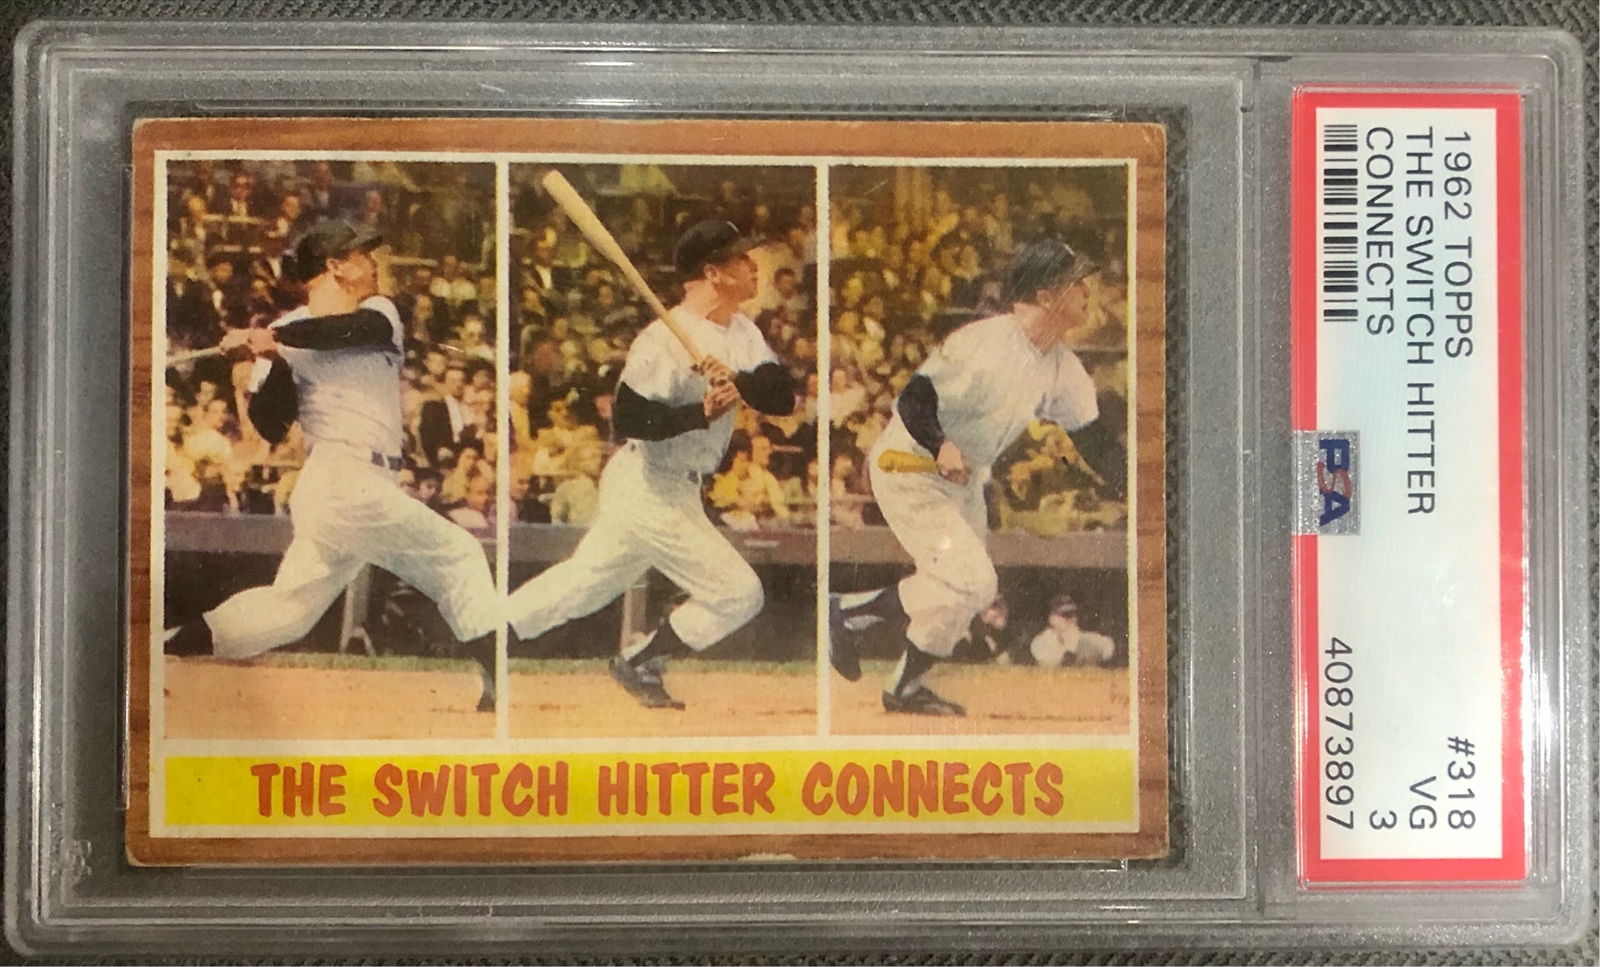 THE SWITCH HITTER CONNECTS
1962 TOPPS #318
THE SWITCH HITTER VG
CONNECTS 3
PSA 40873897